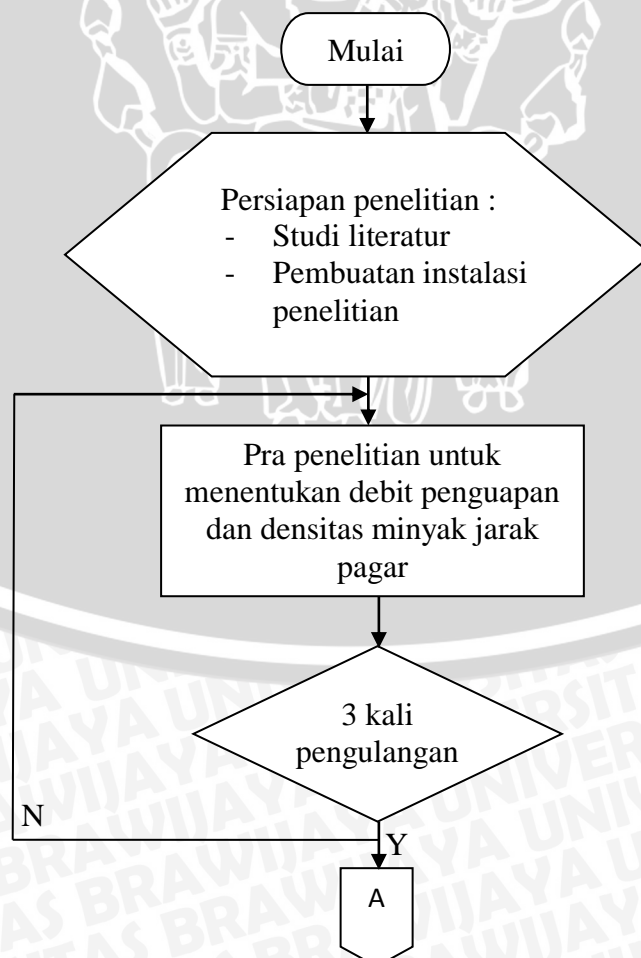 Mulai
Persiapan penelitian :
- Studi literatur
- Pembuatan instalasi
penelitian
Pra penelitian untuk
menentukan debit penguapan
dan densitas minyak jarak
pagar
3 kali
pengulangan
N
Y
A